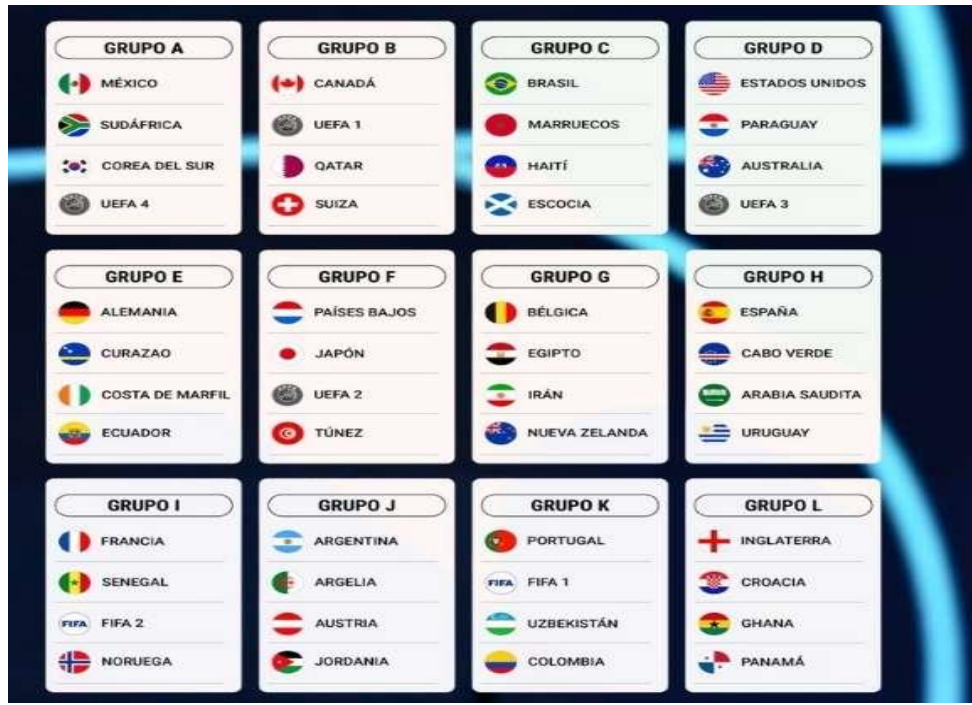 GRUPO A
MÉXICO
SUDÁFRICA
COREA DEL SUR
UEFA 4
GRUPO B
CANADÁ
UEFA 1
QATAR
SUIZA
GRUPO C
BRASIL
MARRUECOS
HAITÍ
ESCOCIA
GRUPO D
ESTADOS UNIDOS
PARAGUAY
AUSTRALIA
UEFA 3
GRUPO E
ALEMANIA
CURAZAO
COSTA DE MARFIL
ECUADOR
GRUPO F
PAÍSES BAJOS
JAPÓN
UEFA 2
TÚNEZ
GRUPO G
BÉLGICA
EGIPTO
IRÁN
NUEVA ZELANDA
GRUPO H
ESPAÑA
CABO VERDE
ARABIA SAUDITA
URUGUAY
GRUPO I
FRANCIA
SENEGAL
FIFA FIFA 2
NORUEGA
GRUPO J
ARGENTINA
ARGELIA
AUSTRIA
JORDANIA
GRUPO K
PORTUGAL
FIFA FIFA 1
UZBEKISTÁN
COLOMBIA
GRUPO L
INGLATERRA
CROACIA
GHANA
PANAMÁ